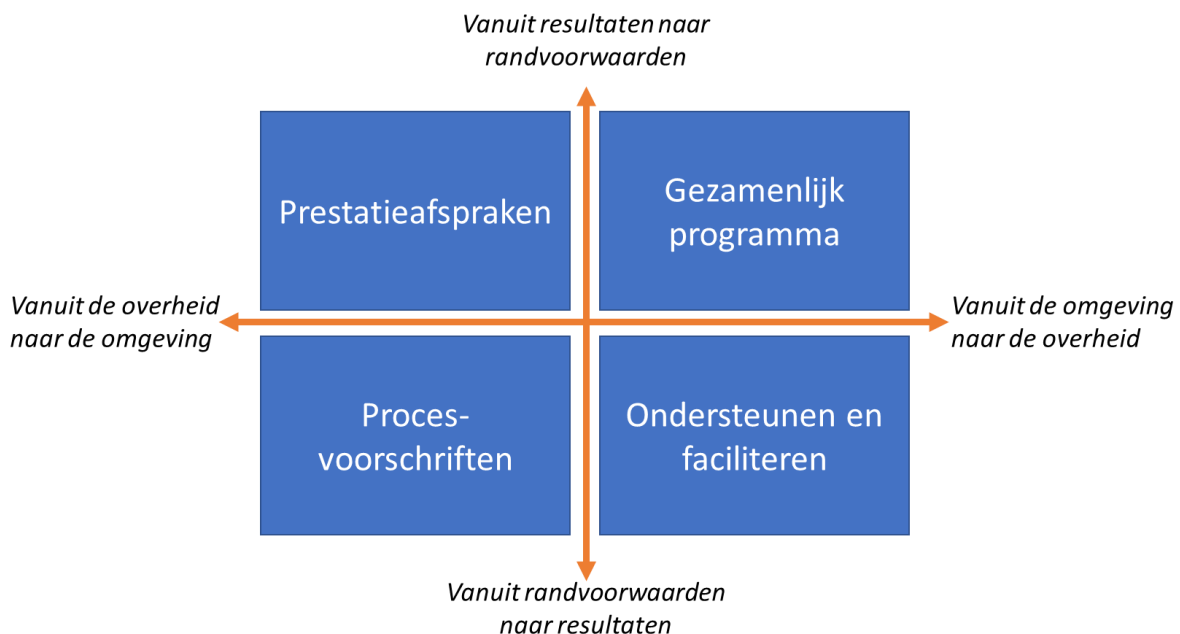 Vanuit resultaten naar
randvoorwaarden
Prestatieafspraken
Gezamenlijk
programma
Vanuit de overheid
naar de omgeving
Vanuit de omgeving
naar de overheid
Proces-
voorschriften
Ondersteunen en
faciliteren
Vanuit randvoorwaarden
naar resultaten